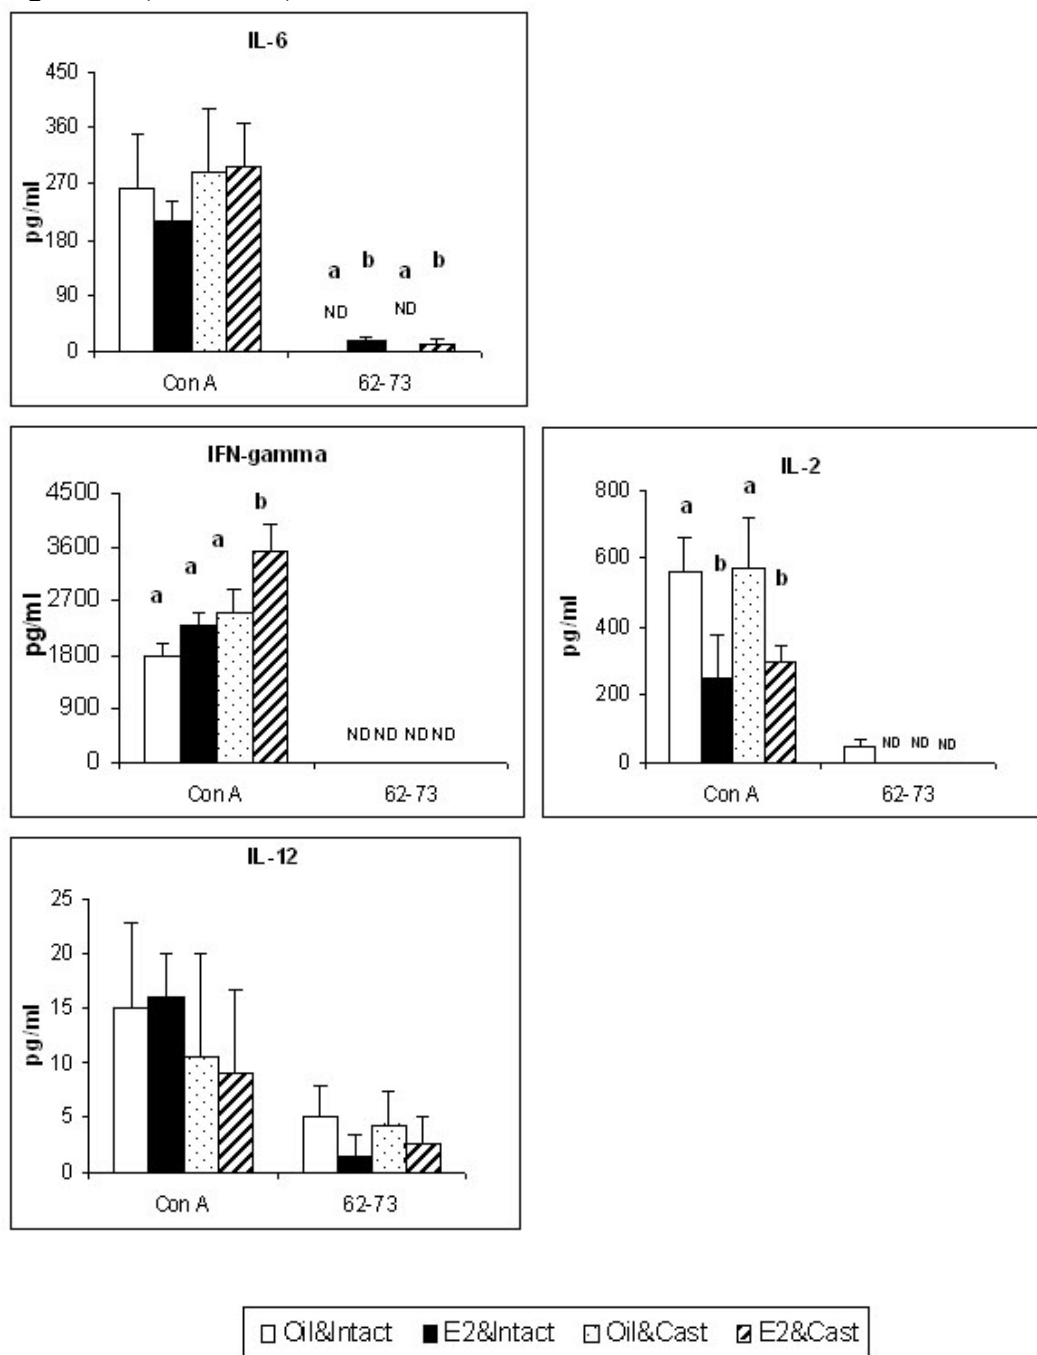 IL-6
450
360
270
180
90
0
pg/ml
a b a b
ND ND
Con A 62-73
IFN-gamma
4500
3600
2700
1800
900
0
pg/ml
a a a b
ND ND ND ND
Con A 62-73
IL-2
800
600
400
200
0
pg/ml
a b a b
ND ND ND
Con A 62-73
IL-12
25
20
15
10
5
0
pg/ml
Con A 62-73
Oil&Intact E2&Intact Oil&Cast E2&Cast